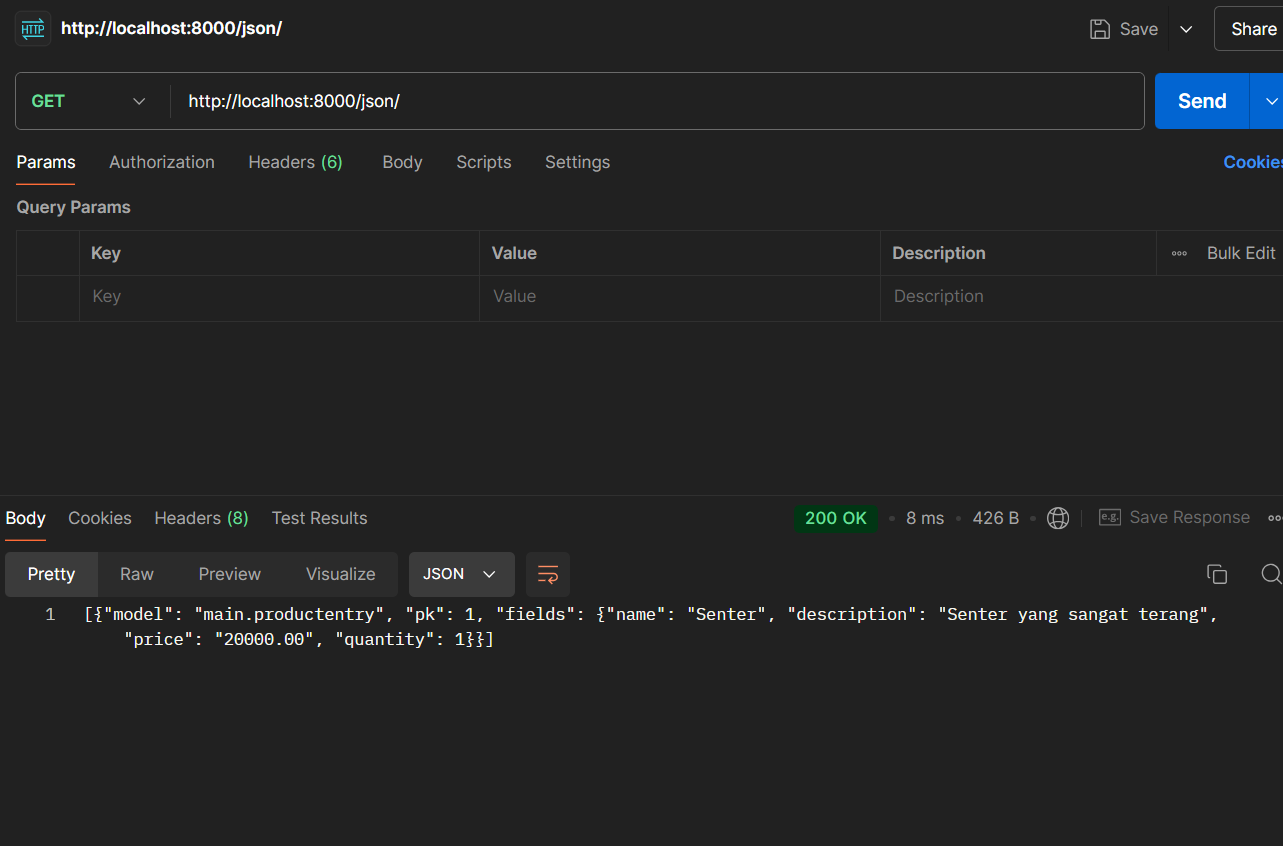 HTTP http://localhost:8000/json/ Save Share
GET http://localhost:8000/json/ Send
Params Authorization Headers (6) Body Scripts Settings Cookies
Query Params
Key Value Description Bulk Edit
Key Value Description
Body Cookies Headers (8) Test Results 200 OK 8 ms 426 B e.g. Save Response
Pretty Raw Preview Visualize JSON
1 [{"model": "main.productentry", "pk": 1, "fields": {"name": "Senter", "description": "Senter yang sangat terang",
"price": "20000.00", "quantity": 1}}]